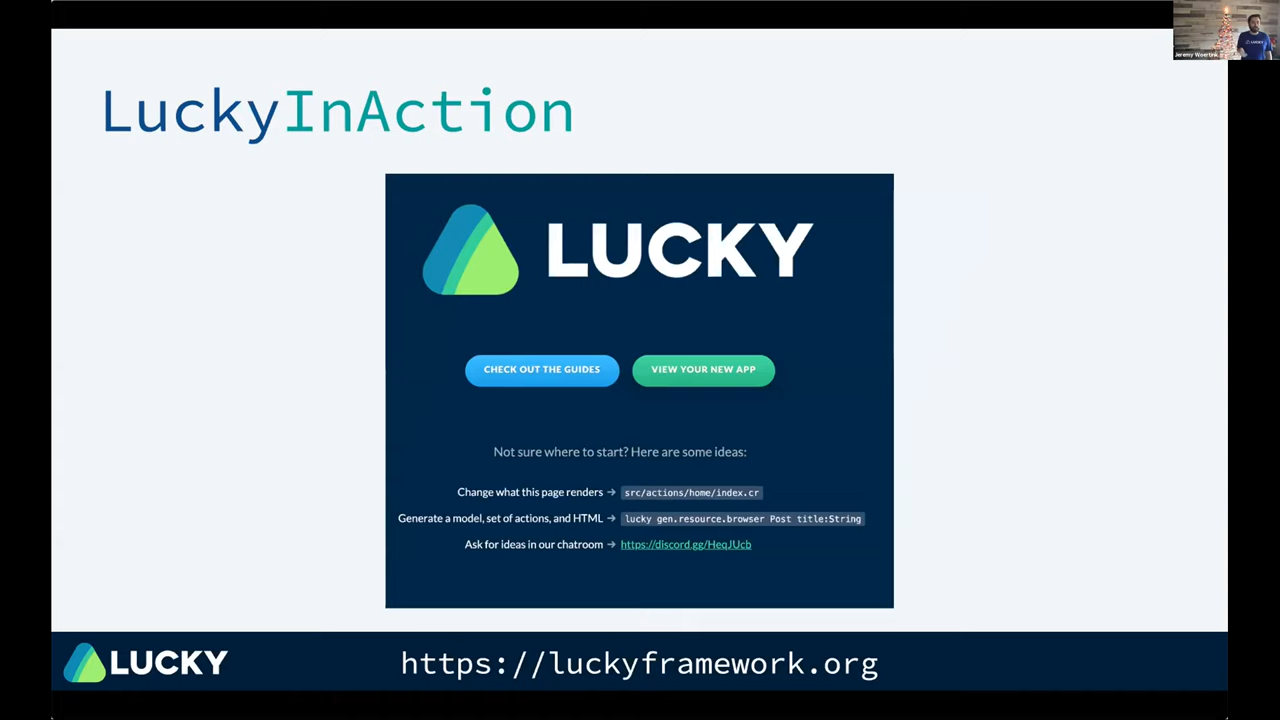 Jeremy Woertink
LUCKY
LuckyInAction
LUCKY
CHECK OUT THE GUIDES
VIEW YOUR NEW APP
Not sure where to start? Here are some ideas:
Change what this page renders → src/actions/home/index.cr
Generate a model, set of actions, and HTML → lucky gen.resource.browser Post title:String
Ask for ideas in our chatroom → https://discord.gg/HeqJUcb
LUCKY
https://luckyframework.org